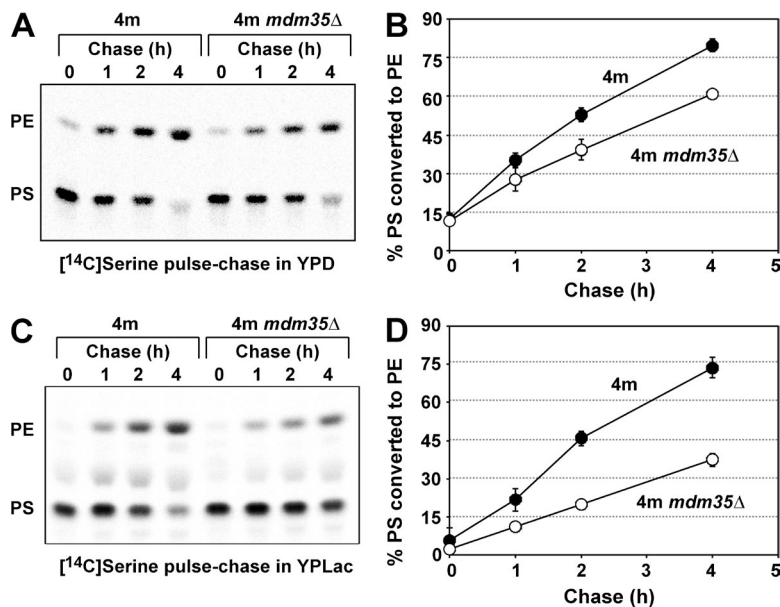 A
4m 4m mdm35Δ
Chase (h) Chase (h)
0 1 2 4 0 1 2 4
PE
PS
[¹⁴C]Serine pulse-chase in YPD
B
% PS converted to PE
90
75
60
45
30
15
0
4m
4m mdm35Δ
0 1 2 3 4 5
Chase (h)
C
4m 4m mdm35Δ
Chase (h) Chase (h)
0 1 2 4 0 1 2 4
PE
PS
[¹⁴C]Serine pulse-chase in YPLac
D
% PS converted to PE
90
75
60
45
30
15
0
4m
4m mdm35Δ
0 1 2 3 4 5
Chase (h)